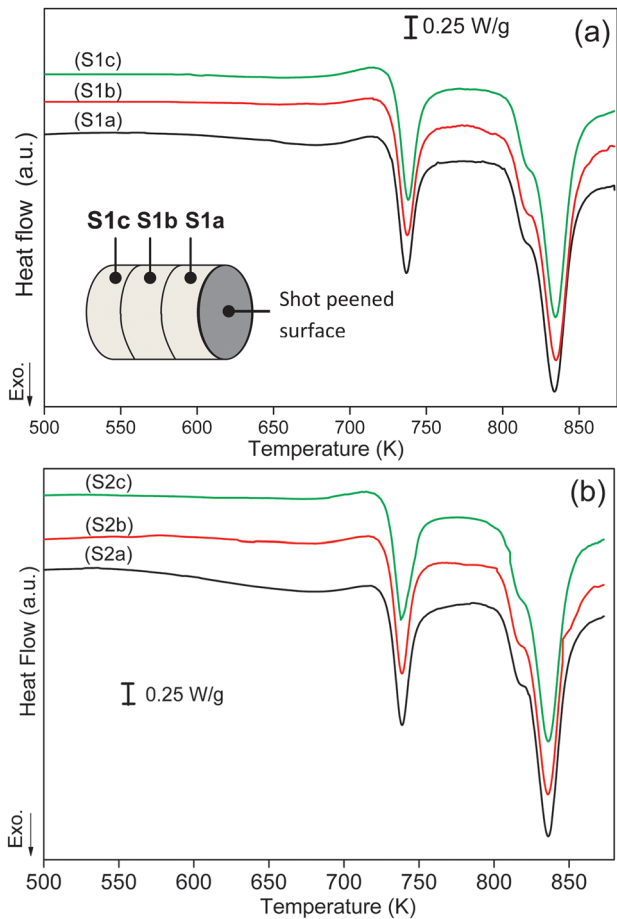 0.25 W/g
(a)
(S1c)
(S1b)
(S1a)
S1c S1b S1a
Shot peened
surface
Heat flow (a.u.)
Exo.
500 550 600 650 700 750 800 850
Temperature (K)
(b)
(S2c)
(S2b)
(S2a)
0.25 W/g
Heat Flow (a.u.)
Exo.
500 550 600 650 700 750 800 850
Temperature (K)